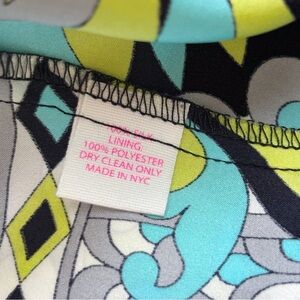 100% SILK
LINING:
100% POLYESTER
DRY CLEAN ONLY
MADE IN NYC